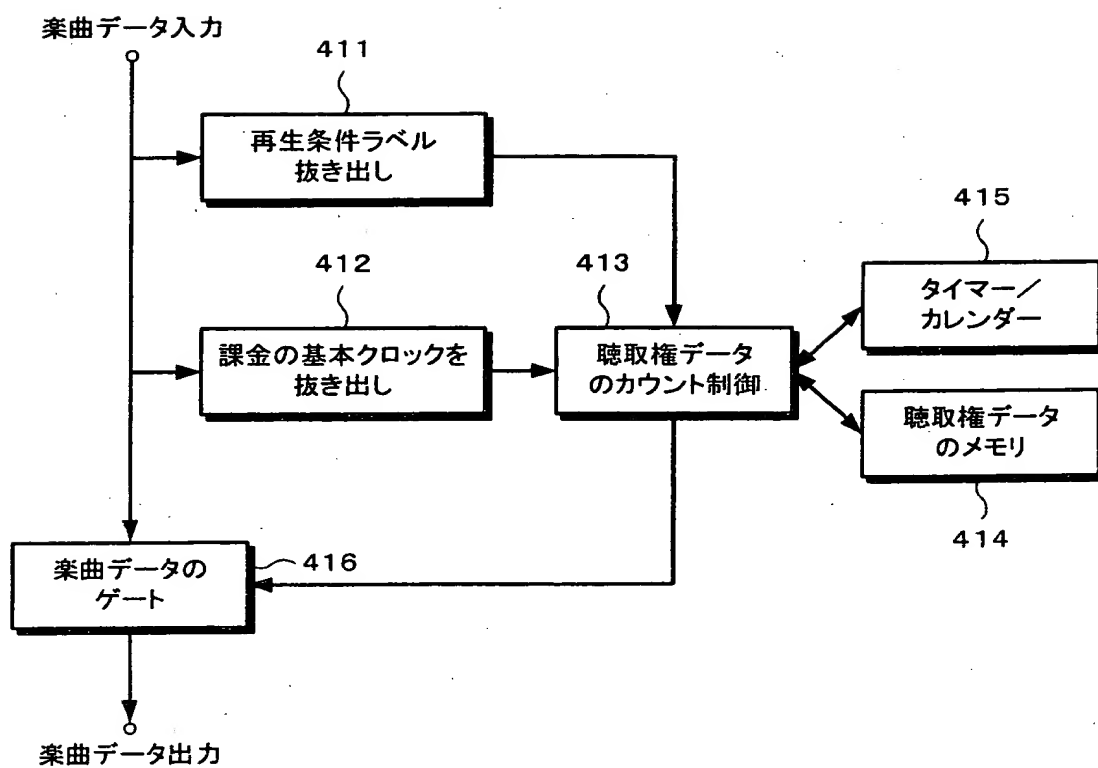 楽曲データ入力
411
再生条件ラベル
抜き出し
415
タイマー／
カレンダー
412
課金の基本クロックを
抜き出し
413
聴取権データ
のカウント制御
聴取権データ
のメモリ
414
楽曲データの
ゲート
416
楽曲データ出力